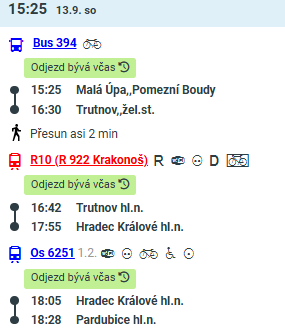 15:25 13.9. so
Bus 394
Odjezd bývá včas
15:25 Malá Úpa,,Pomezní Boudy
16:30 Trutnov,,žel.st.
Přesun asi 2 min
R10 (R 922 Krakonoš) R D
Odjezd bývá včas
16:42 Trutnov hl.n.
17:55 Hradec Králové hl.n.
Os 6251 1.2.
Odjezd bývá včas
18:05 Hradec Králové hl.n.
18:28 Pardubice hl.n.